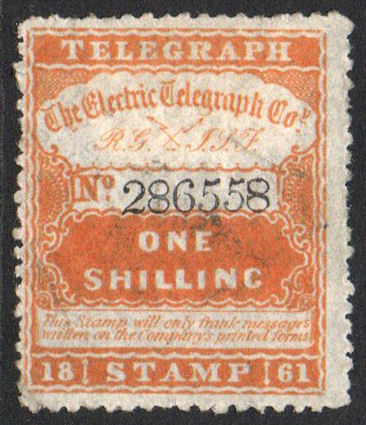 TELEGRAPH
The Electric Telegraph Coy
Nº 286558
ONE
SHILLING
This Stamp will only frank messages
written on the Company's printed forms
18 STAMP 61